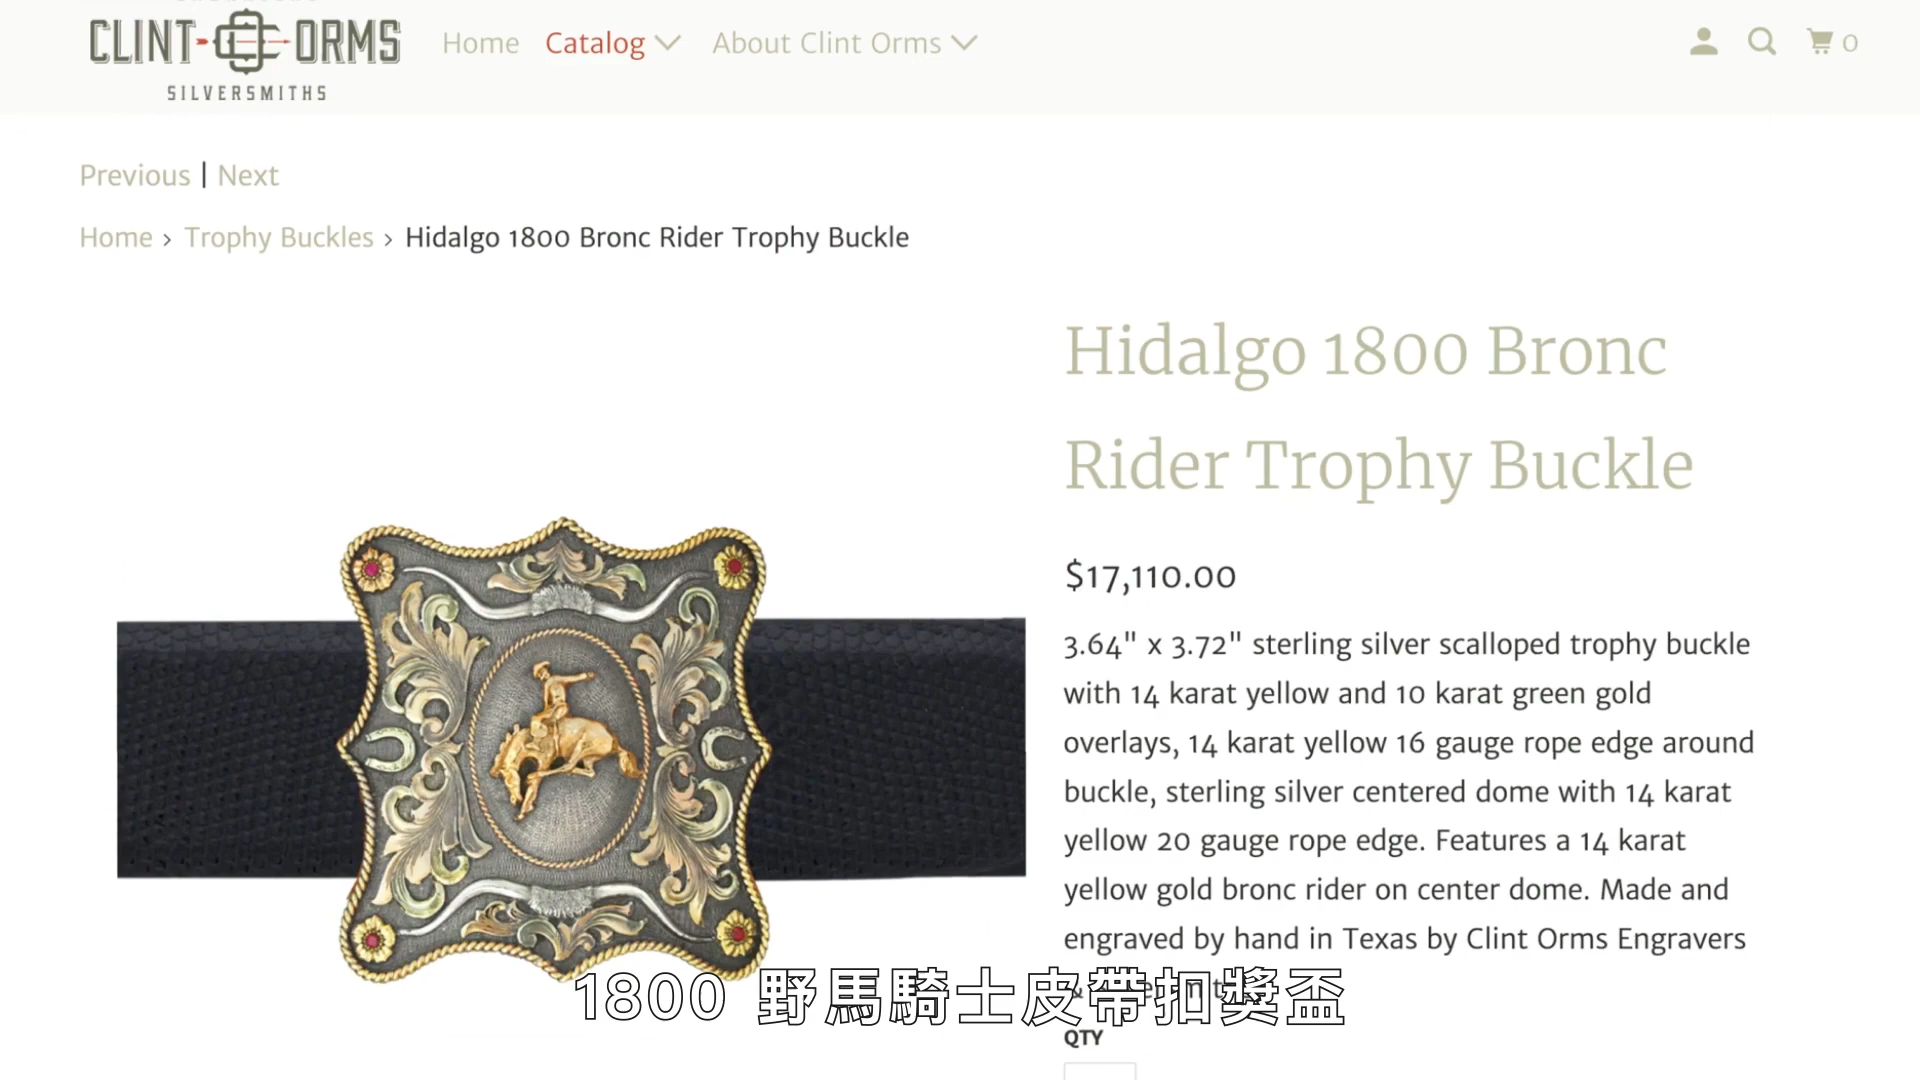 CLINT ORMS
SILVERSMITHS
Home Catalog About Clint Orms 0
Previous | Next
Home › Trophy Buckles › Hidalgo 1800 Bronc Rider Trophy Buckle
Hidalgo 1800 Bronc
Rider Trophy Buckle
$17,110.00
3.64" x 3.72" sterling silver scalloped trophy buckle
with 14 karat yellow and 10 karat green gold
overlays, 14 karat yellow 16 gauge rope edge around
buckle, sterling silver centered dome with 14 karat
yellow 20 gauge rope edge. Features a 14 karat
yellow gold bronc rider on center dome. Made and
engraved by hand in Texas by Clint Orms Engravers
1800 野馬騎士皮帶扣獎盃
QTY